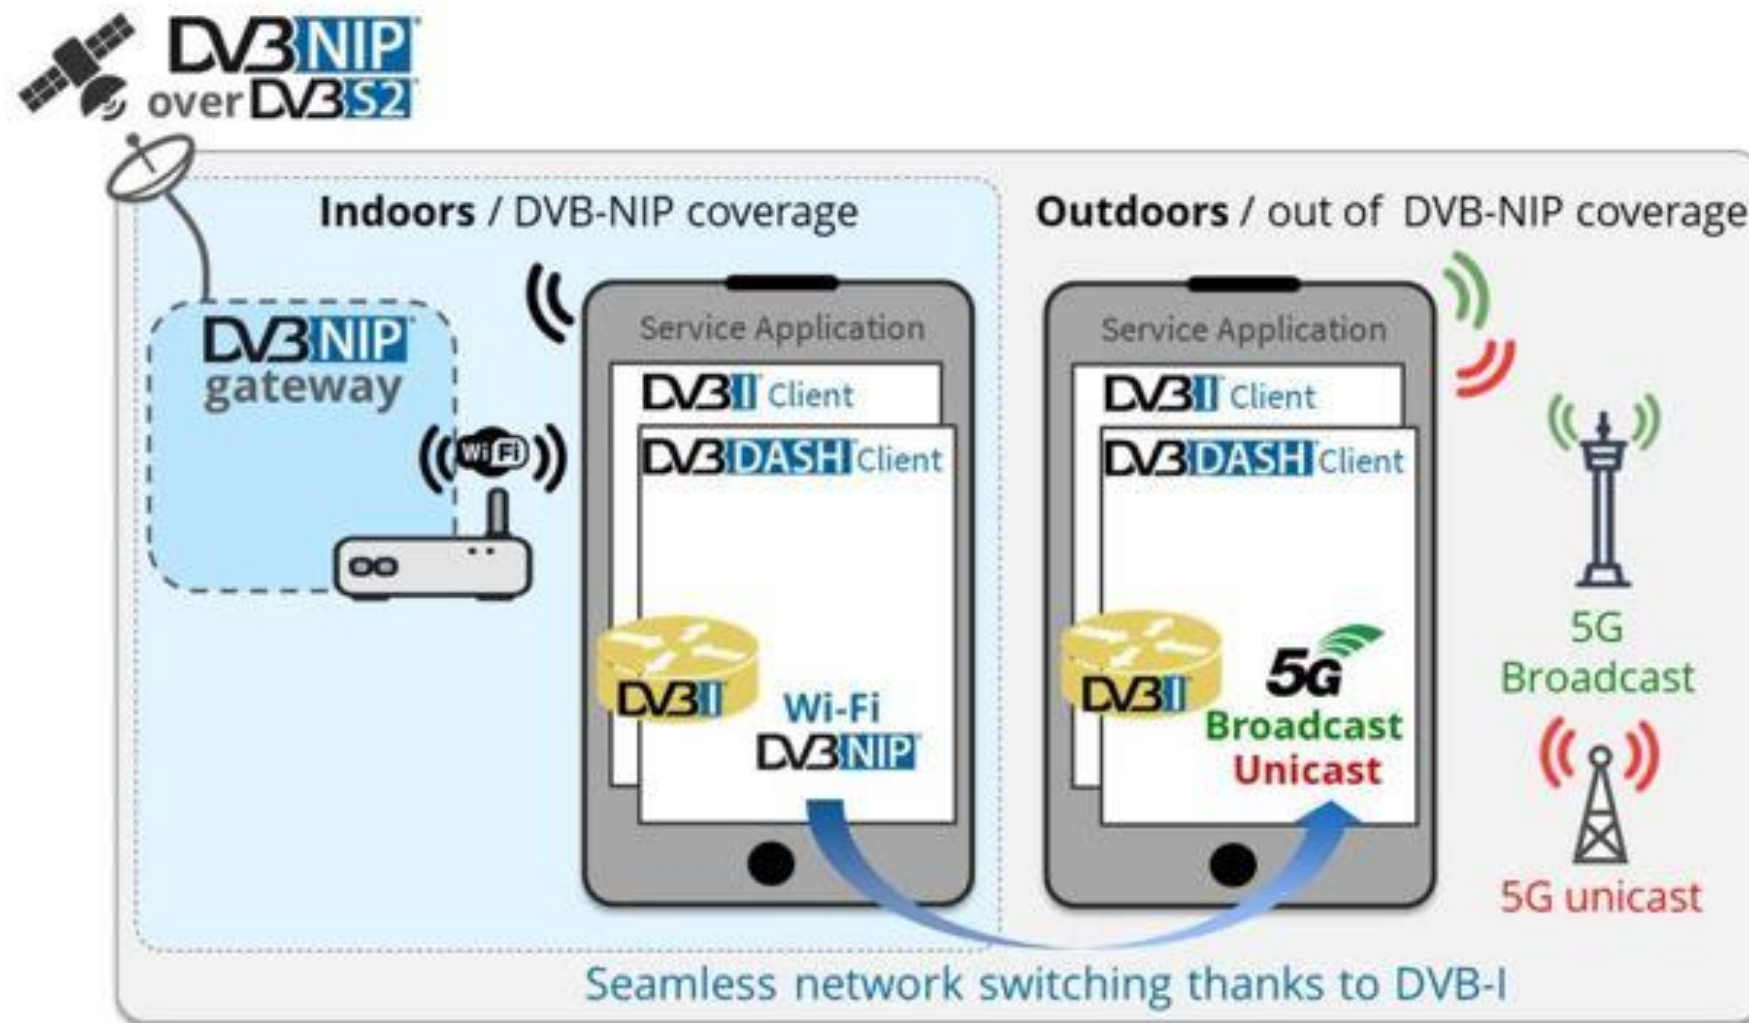 DVB NIP
over DVB S2
Indoors / DVB-NIP coverage
DVB NIP
gateway
Wi Fi
Service Application
DVB I Client
DVB DASH Client
DVB I
Wi-Fi
DVB NIP
Outdoors / out of DVB-NIP coverage
Service Application
DVB I Client
DVB DASH Client
DVB I
5G
Broadcast
Unicast
5G
Broadcast
5G unicast
Seamless network switching thanks to DVB-I